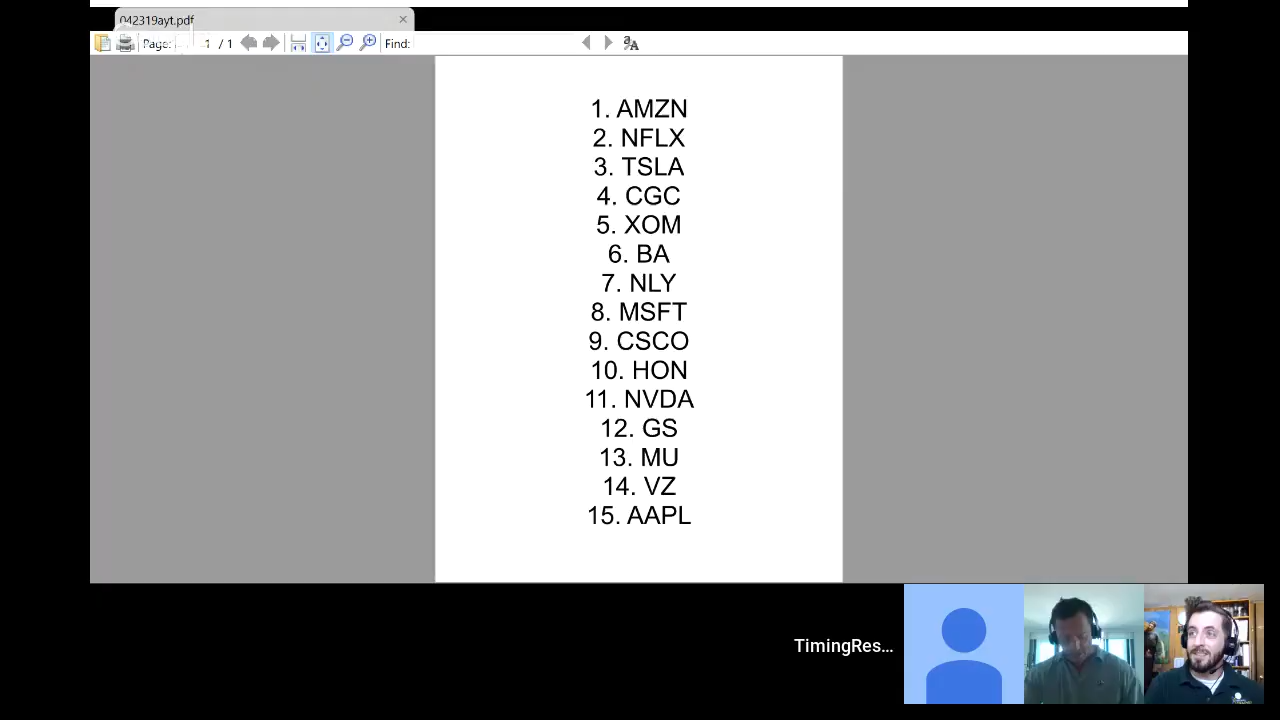 042319ayt.pdf
Page: 1 / 1 Find:
1. AMZN
2. NFLX
3. TSLA
4. CGC
5. XOM
6. BA
7. NLY
8. MSFT
9. CSCO
10. HON
11. NVDA
12. GS
13. MU
14. VZ
15. AAPL
TimingRes...